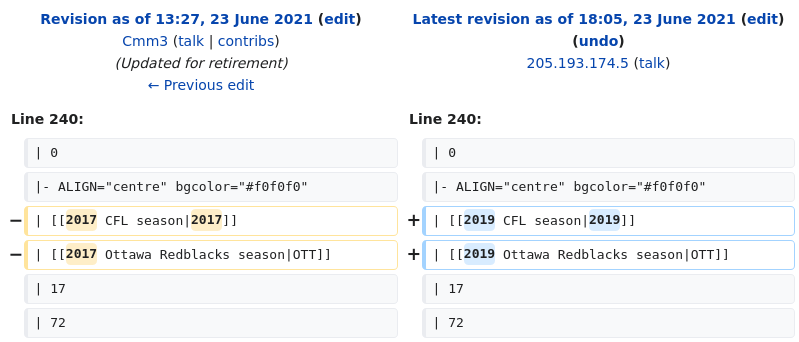 Revision as of 13:27, 23 June 2021 (edit)
Cmm3 (talk | contribs)
(Updated for retirement)
← Previous edit
Latest revision as of 18:05, 23 June 2021 (edit)
(undo)
205.193.174.5 (talk)
Line 240:
Line 240:
| 0
| 0
|- ALIGN="centre" bgcolor="#f0f0f0"
|- ALIGN="centre" bgcolor="#f0f0f0"
− | [[2017 CFL season|2017]]
+ | [[2019 CFL season|2019]]
− | [[2017 Ottawa Redblacks season|OTT]]
+ | [[2019 Ottawa Redblacks season|OTT]]
| 17
| 17
| 72
| 72